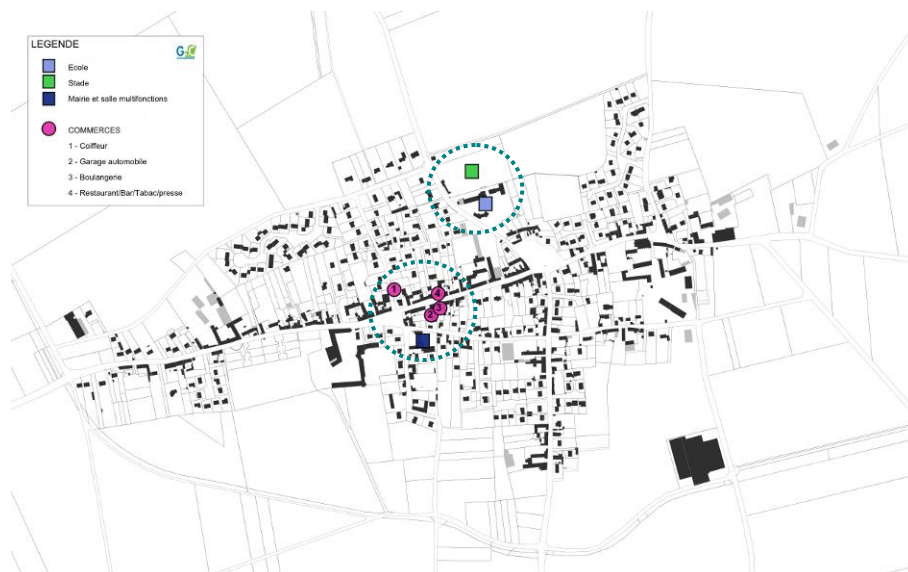 LEGENDE
Ecole
Stade
Mairie et salle multifonctions
COMMERCES
1 - Coiffeur
2 - Garage automobile
3 - Boulangerie
4 - Restaurant/Bar/Tabac/presse
1
4
3
2